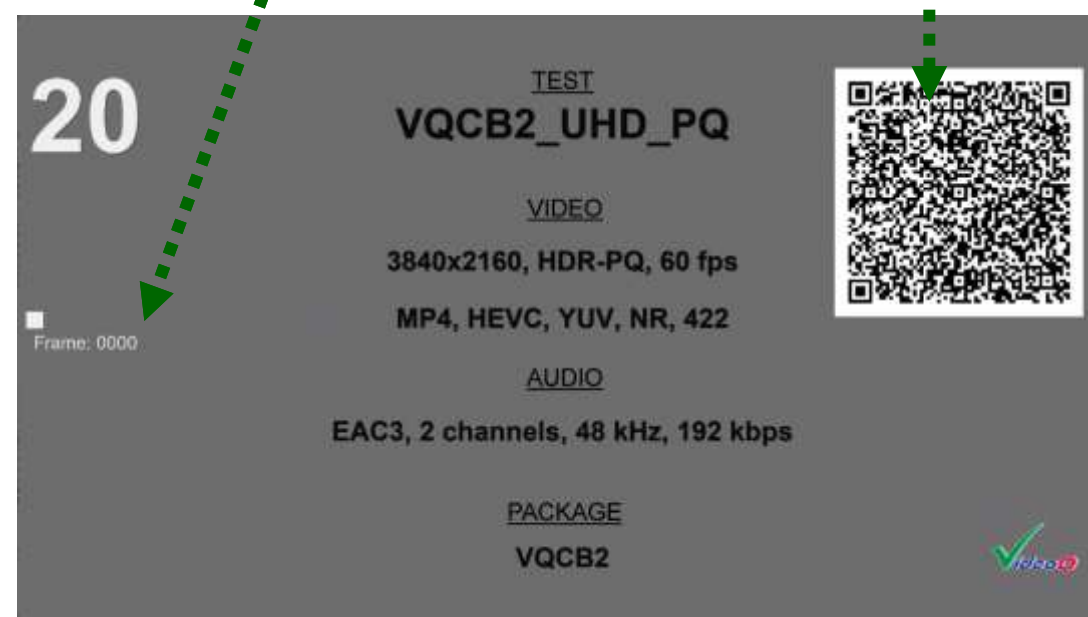 20
TEST
VQCB2_UHD_PQ
VIDEO
3840x2160, HDR-PQ, 60 fps
MP4, HEVC, YUV, NR, 422
Frame: 0000
AUDIO
EAC3, 2 channels, 48 kHz, 192 kbps
PACKAGE
VQCB2
VideoQ